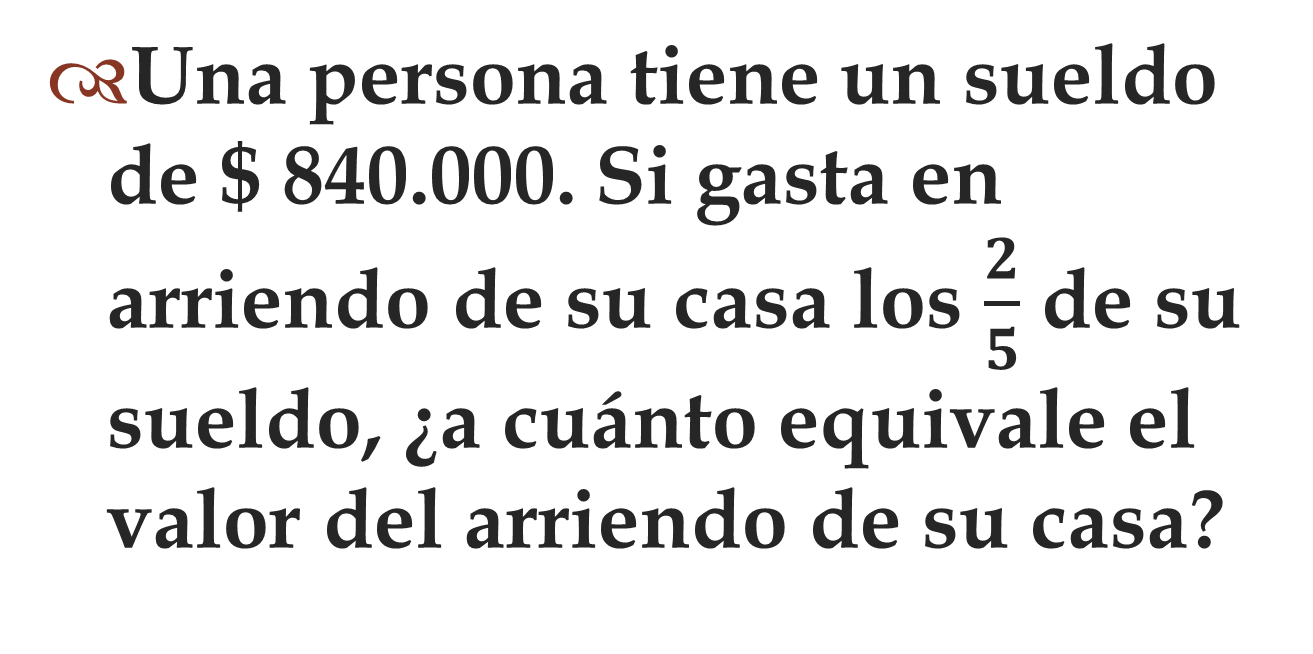 Una persona tiene un sueldo
de $ 840.000. Si gasta en
arriendo de su casa los 2/5 de su
sueldo, ¿a cuánto equivale el
valor del arriendo de su casa?